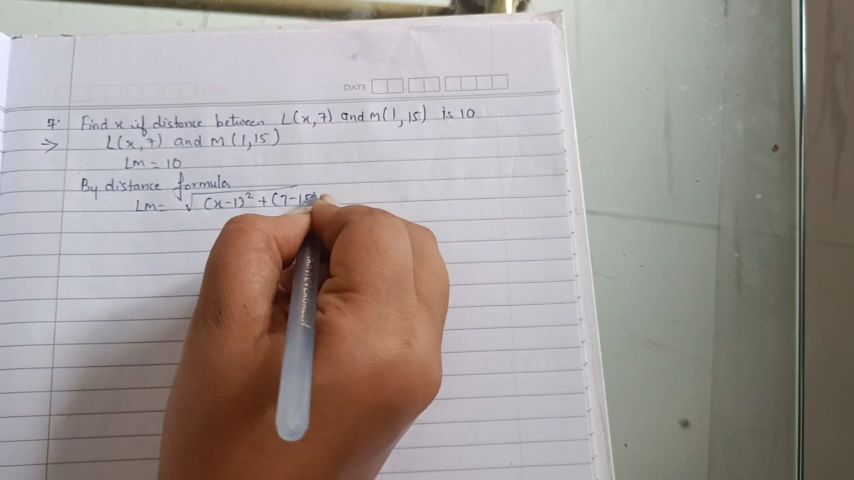 DATE
7. Find x if distance between L(x,7) and M(1,15) is 10
⇒ L(x,7) and M(1,15)
LM = 10
By distance formula
LM = √(x-1)² + (7-15)